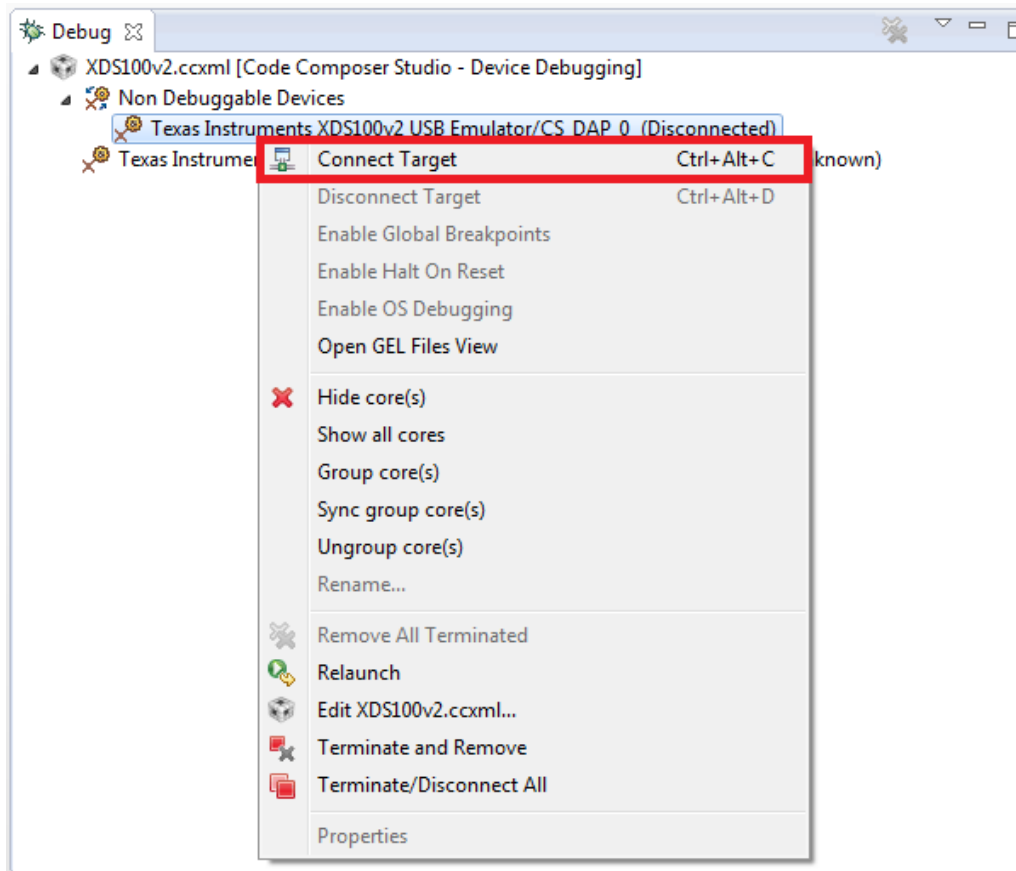 Debug
XDS100v2.ccxml [Code Composer Studio - Device Debugging]
Non Debuggable Devices
Texas Instruments XDS100v2 USB Emulator/CS_DAP_0 (Disconnected)
Texas
Connect Target Ctrl+Alt+C
Disconnect Target Ctrl+Alt+D
Enable Global Breakpoints
Enable Halt On Reset
Enable OS Debugging
Open GEL Files View
Hide core(s)
Show all cores
Group core(s)
Sync group core(s)
Ungroup core(s)
Rename...
Remove All Terminated
Relaunch
Edit XDS100v2.ccxml...
Terminate and Remove
Terminate/Disconnect All
Properties